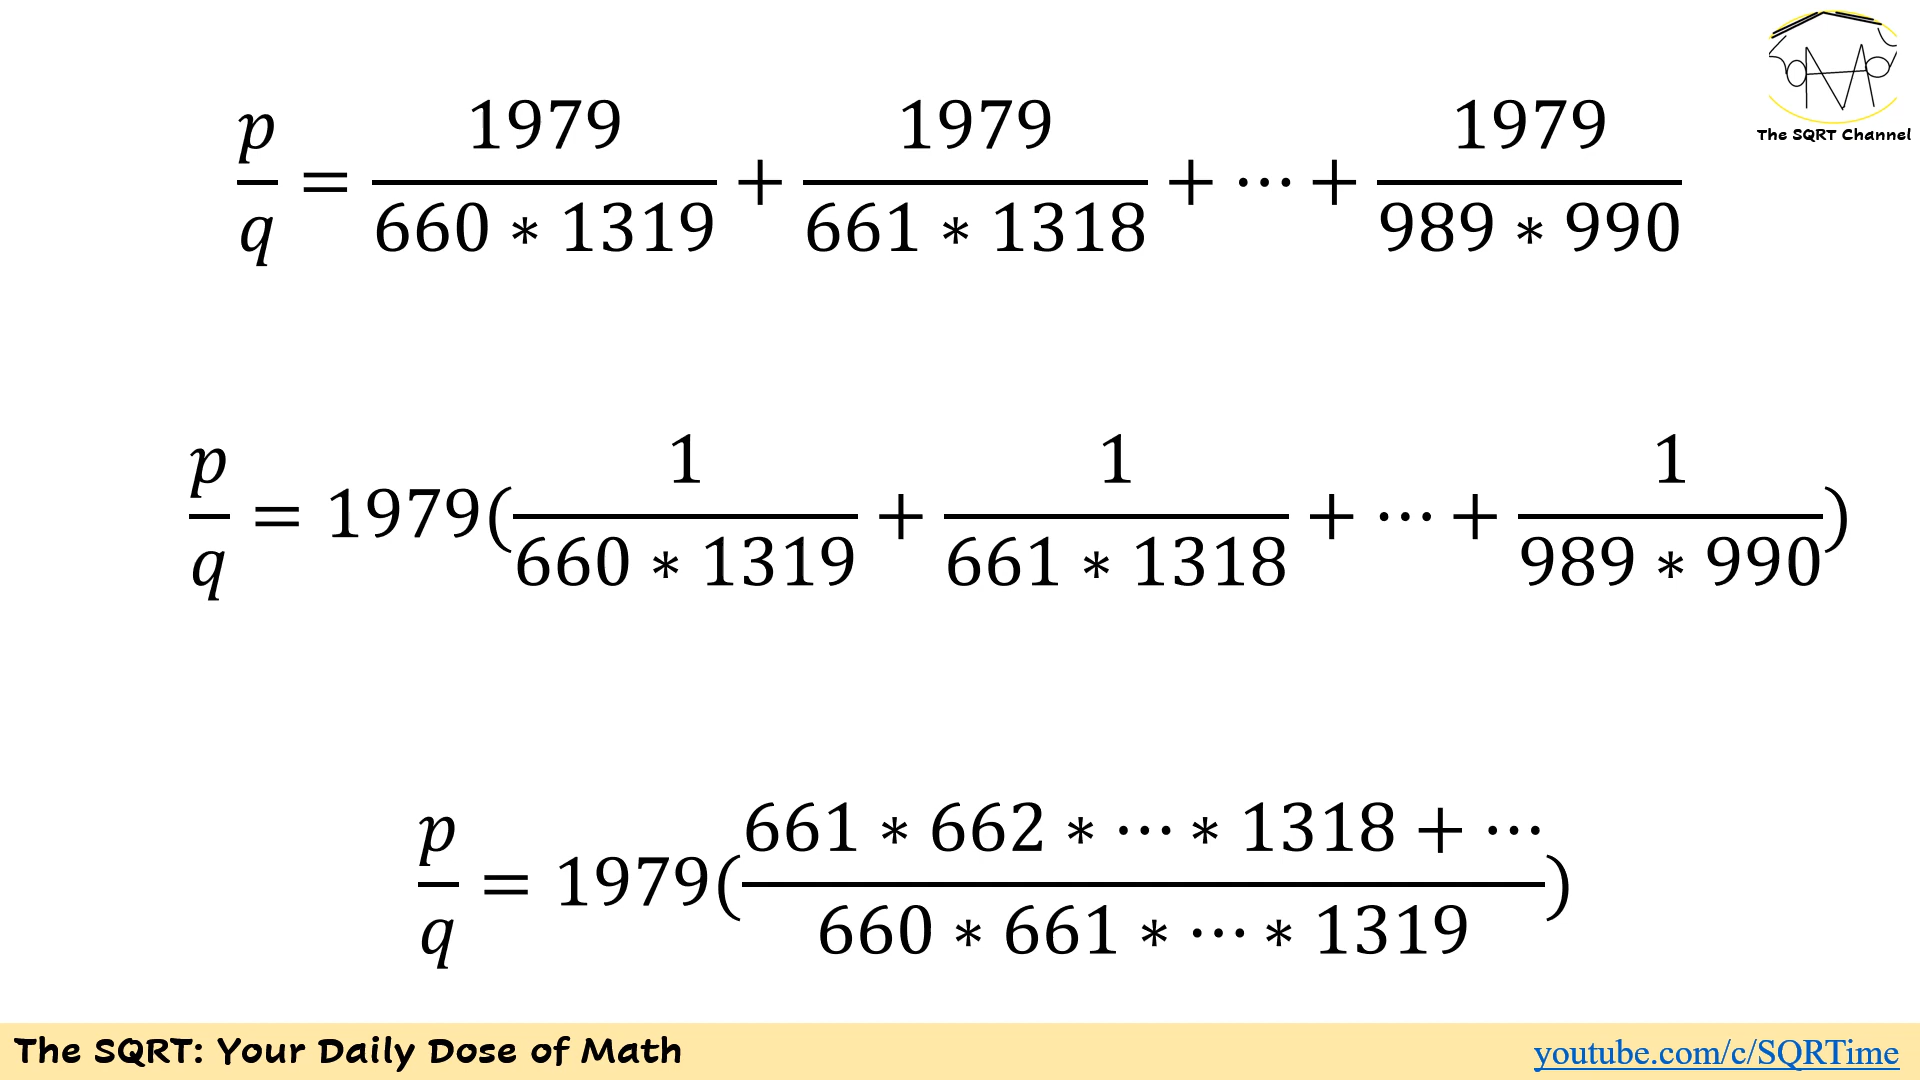 The SQRT Channel
p/q = 1979/(660 * 1319) + 1979/(661 * 1318) + ⋯ + 1979/(989 * 990)
p/q = 1979(1/(660 * 1319) + 1/(661 * 1318) + ⋯ + 1/(989 * 990))
p/q = 1979((661 * 662 * ⋯ * 1318 + ⋯)/(660 * 661 * ⋯ * 1319))
The SQRT: Your Daily Dose of Math
youtube.com/c/SQRTime